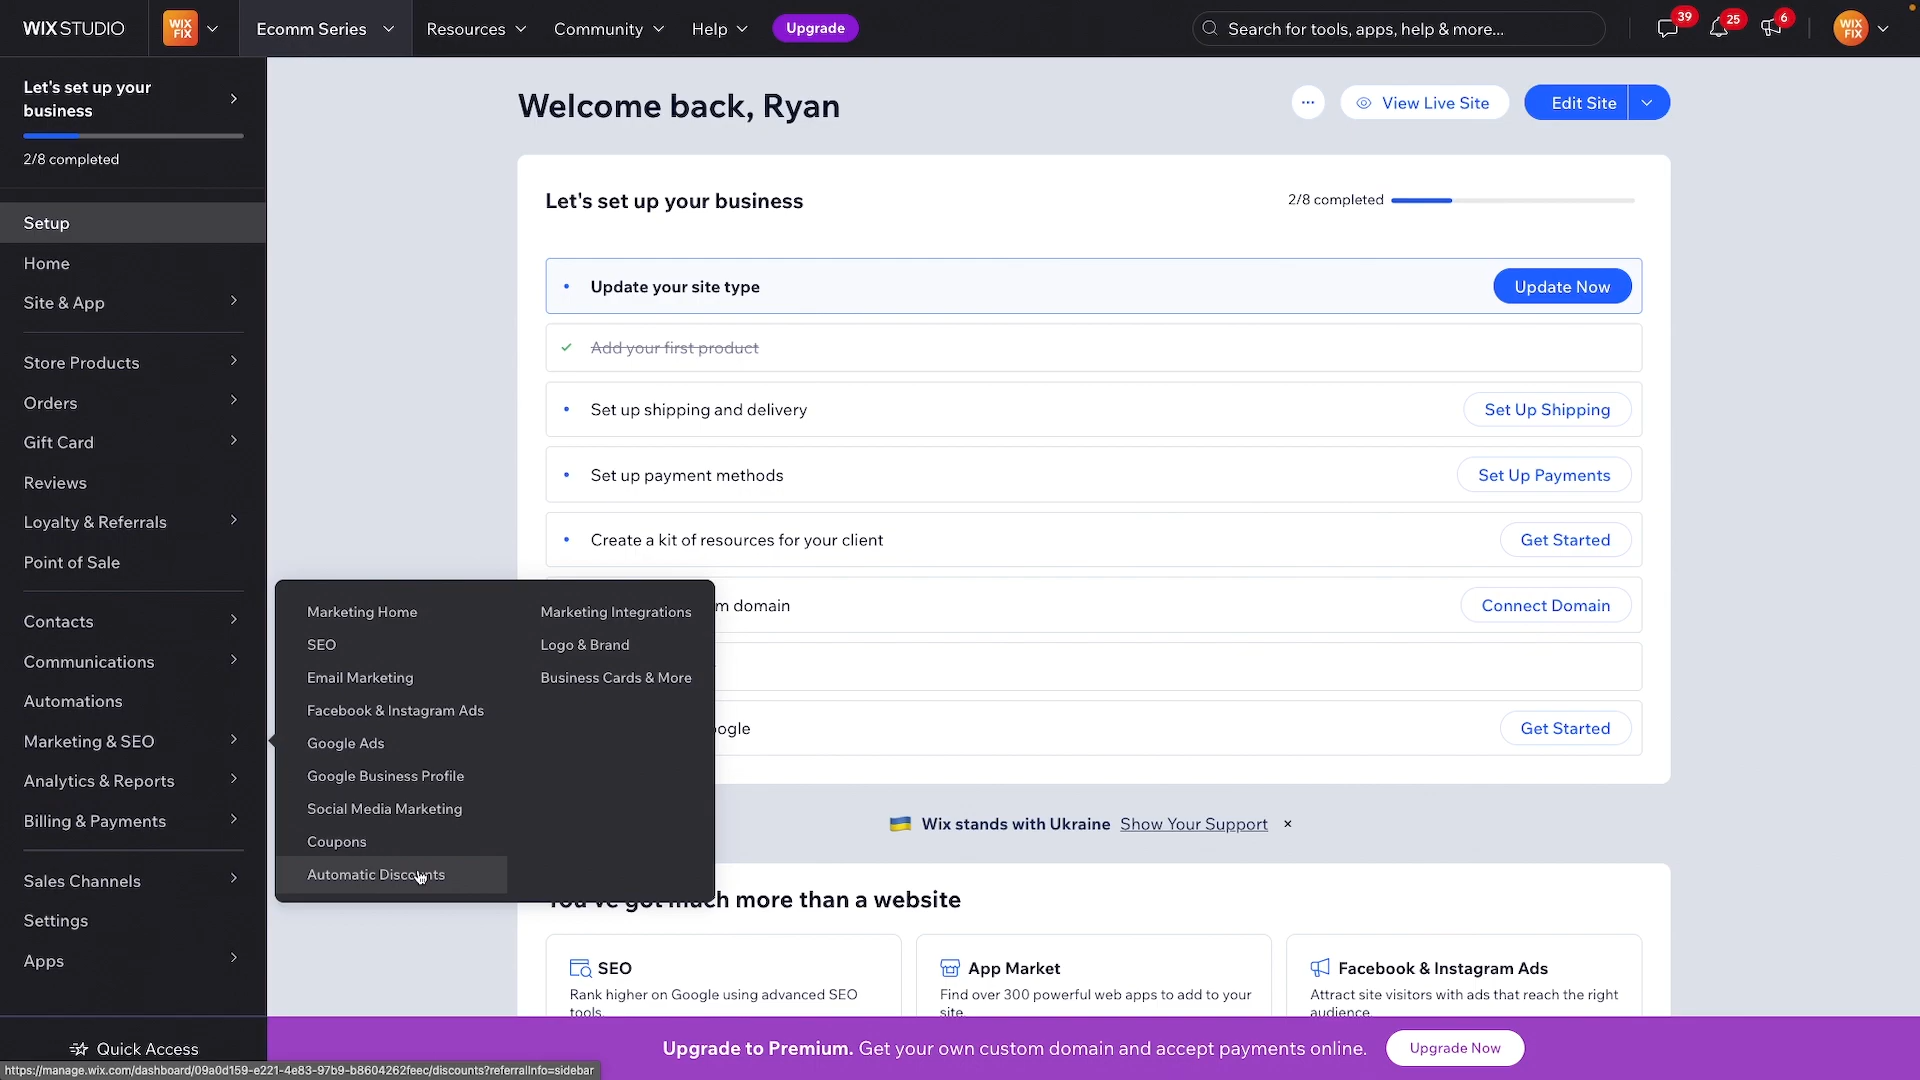 WIX STUDIO
WIX FIX
Ecomm Series
Resources
Community
Help
Upgrade
Search for tools, apps, help & more...
39
25
6
WIX FIX
Let's set up your
business
2/8 completed
Setup
Home
Site & App
Store Products
Orders
Gift Card
Reviews
Loyalty & Referrals
Point of Sale
Contacts
Communications
Automations
Marketing & SEO
Analytics & Reports
Billing & Payments
Sales Channels
Settings
Apps
Quick Access
Welcome back, Ryan
View Live Site
Edit Site
Let's set up your business
2/8 completed
Update your site type
Update Now
Add your first product
Set up shipping and delivery
Set Up Shipping
Set up payment methods
Set Up Payments
Create a kit of resources for your client
Get Started
m domain
Connect Domain
Get Started
Marketing Home
SEO
Email Marketing
Facebook & Instagram Ads
Google Ads
Google Business Profile
Social Media Marketing
Coupons
Automatic Discounts
Marketing Integrations
Logo & Brand
Business Cards & More
Wix stands with Ukraine Show Your Support
You've got much more than a website
SEO
Rank higher on Google using advanced SEO
tools.
App Market
Find over 300 powerful web apps to add to your
site.
Facebook & Instagram Ads
Attract site visitors with ads that reach the right
audience.
Upgrade to Premium. Get your own custom domain and accept payments online.
Upgrade Now
https://manage.wix.com/dashboard/09a0d159-e221-4e83-97b9-b8604262feec/discounts?referralInfo=sidebar